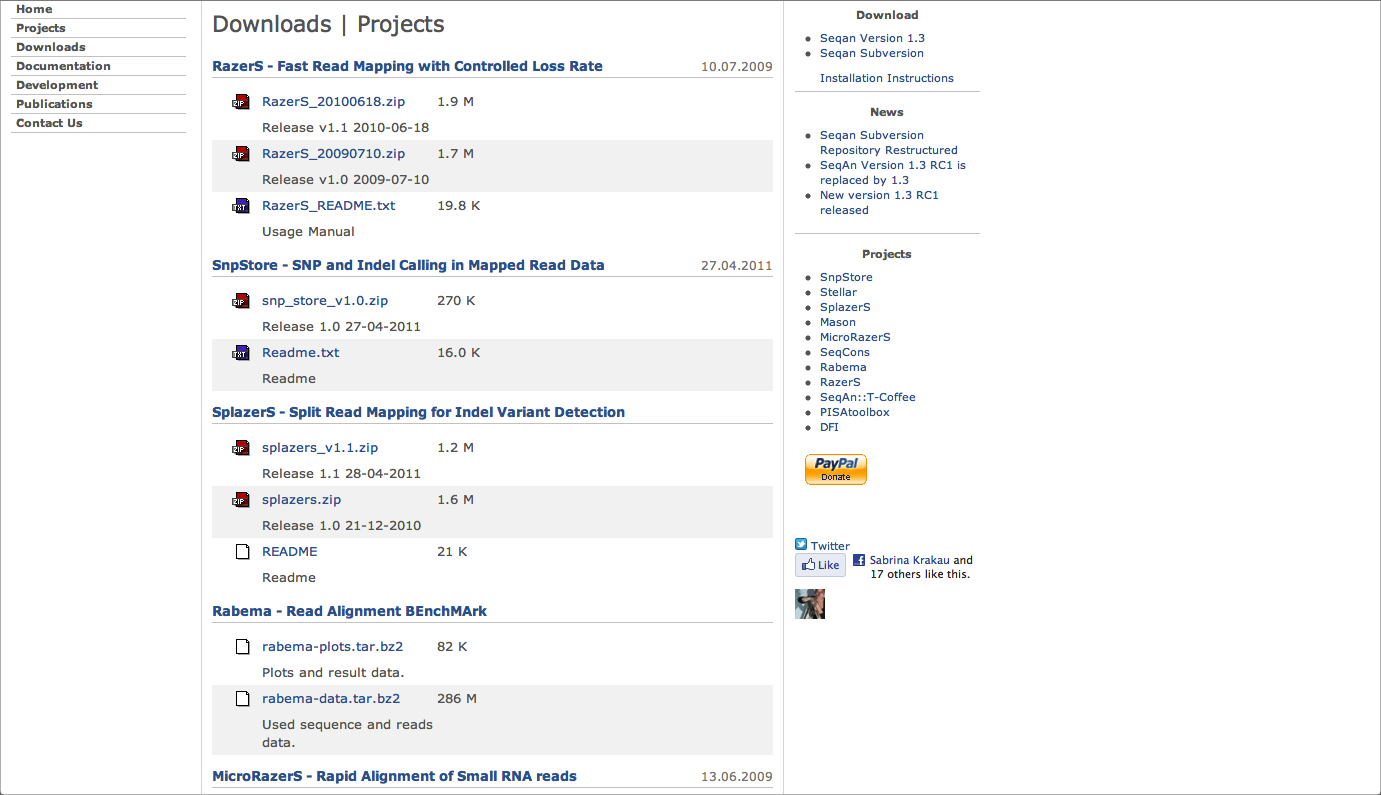 Home
Projects
Downloads
Documentation
Development
Publications
Contact Us
Downloads | Projects
RazerS - Fast Read Mapping with Controlled Loss Rate 10.07.2009
ZIP RazerS_20100618.zip 1.9 M
Release v1.1 2010-06-18
ZIP RazerS_20090710.zip 1.7 M
Release v1.0 2009-07-10
TXT RazerS_README.txt 19.8 K
Usage Manual
SnpStore - SNP and Indel Calling in Mapped Read Data 27.04.2011
ZIP snp_store_v1.0.zip 270 K
Release 1.0 27-04-2011
TXT Readme.txt 16.0 K
Readme
SplazerS - Split Read Mapping for Indel Variant Detection
ZIP splazers_v1.1.zip 1.2 M
Release 1.1 28-04-2011
ZIP splazers.zip 1.6 M
Release 1.0 21-12-2010
README 21 K
Readme
Rabema - Read Alignment BEnchMArk
rabema-plots.tar.bz2 82 K
Plots and result data.
rabema-data.tar.bz2 286 M
Used sequence and reads
data.
MicroRazerS - Rapid Alignment of Small RNA reads 13.06.2009
Download
Seqan Version 1.3
Seqan Subversion
Installation Instructions
News
Seqan Subversion
Repository Restructured
SeqAn Version 1.3 RC1 is
replaced by 1.3
New version 1.3 RC1
released
Projects
SnpStore
Stellar
SplazerS
Mason
MicroRazerS
SeqCons
Rabema
RazerS
SeqAn::T-Coffee
PISAtoolbox
DFI
PayPal
Donate
Twitter
Like f Sabrina Krakau and
17 others like this.